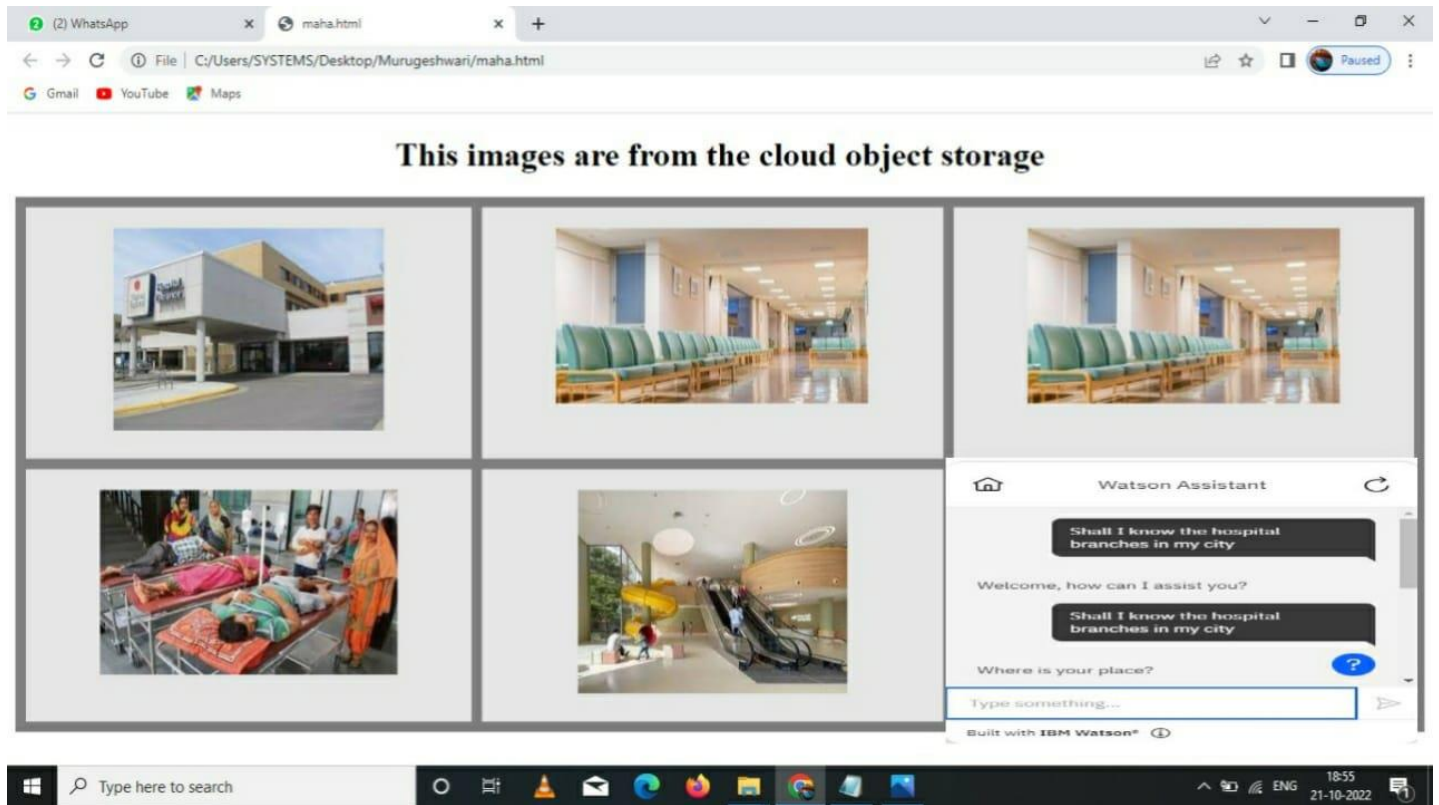 (2) WhatsApp
maha.html
File C:/Users/SYSTEMS/Desktop/Murugeshwari/maha.html
Paused
Gmail YouTube Maps
This images are from the cloud object storage
Watson Assistant
Shall I know the hospital
branches in my city
Welcome, how can I assist you?
Shall I know the hospital
branches in my city
Where is your place?
?
Type something...
Built with IBM Watson®
Type here to search
ENG
18:55
21-10-2022